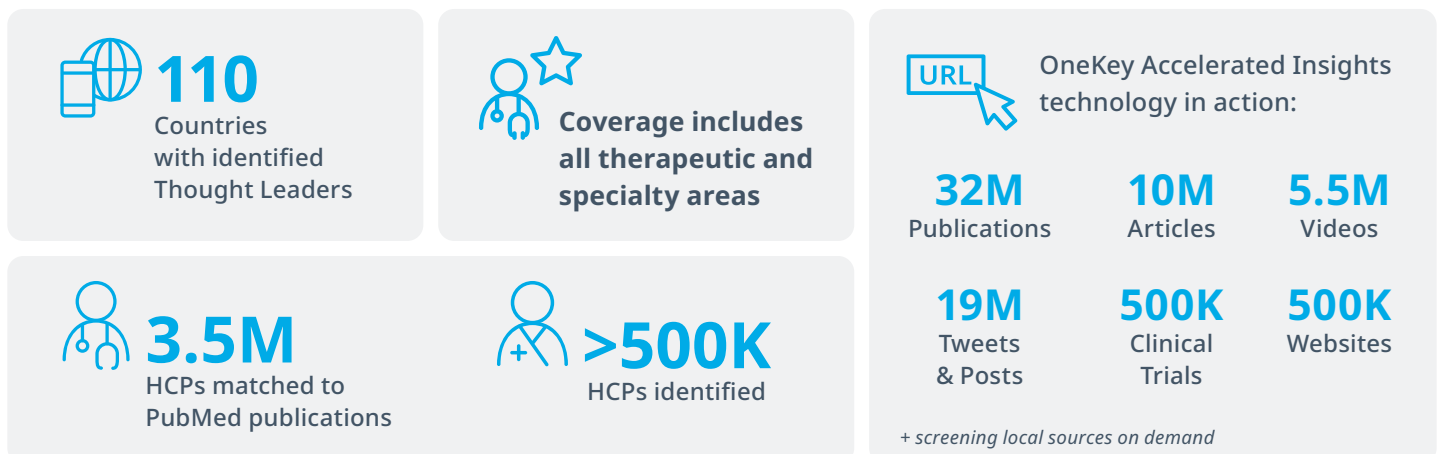 110
Countries
with identified
Thought Leaders
Coverage includes
all therapeutic and
specialty areas
3.5M
HCPs matched to
PubMed publications
>500K
HCPs identified
URL
OneKey Accelerated Insights
technology in action:
32M
Publications
10M
Articles
5.5M
Videos
19M
Tweets
& Posts
500K
Clinical
Trials
500K
Websites
+ screening local sources on demand